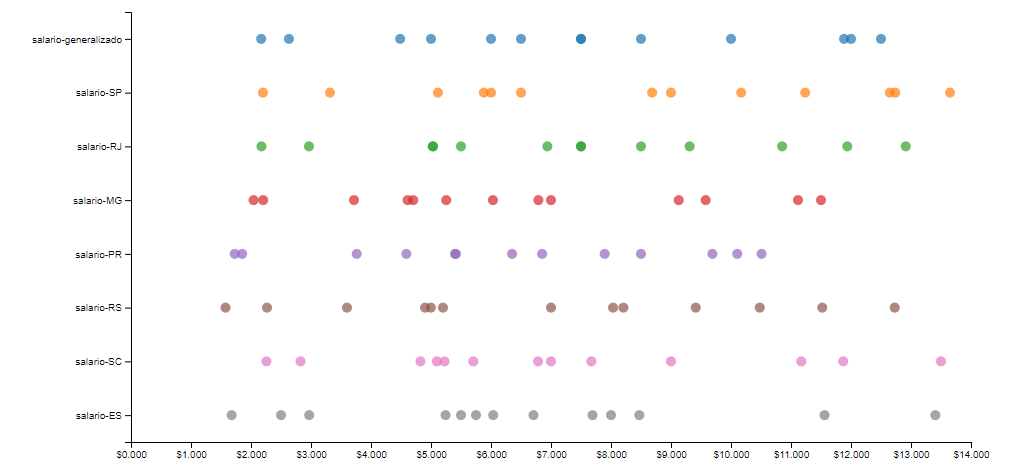 salario-generalizado
salario-SP
salario-RJ
salario-MG
salario-PR
salario-RS
salario-SC
salario-ES
$0.000 $1.000 $2.000 $3.000 $4.000 $5.000 $6.000 $7.000 $8.000 $9.000 $10.000 $11.000 $12.000 $13.000 $14.000